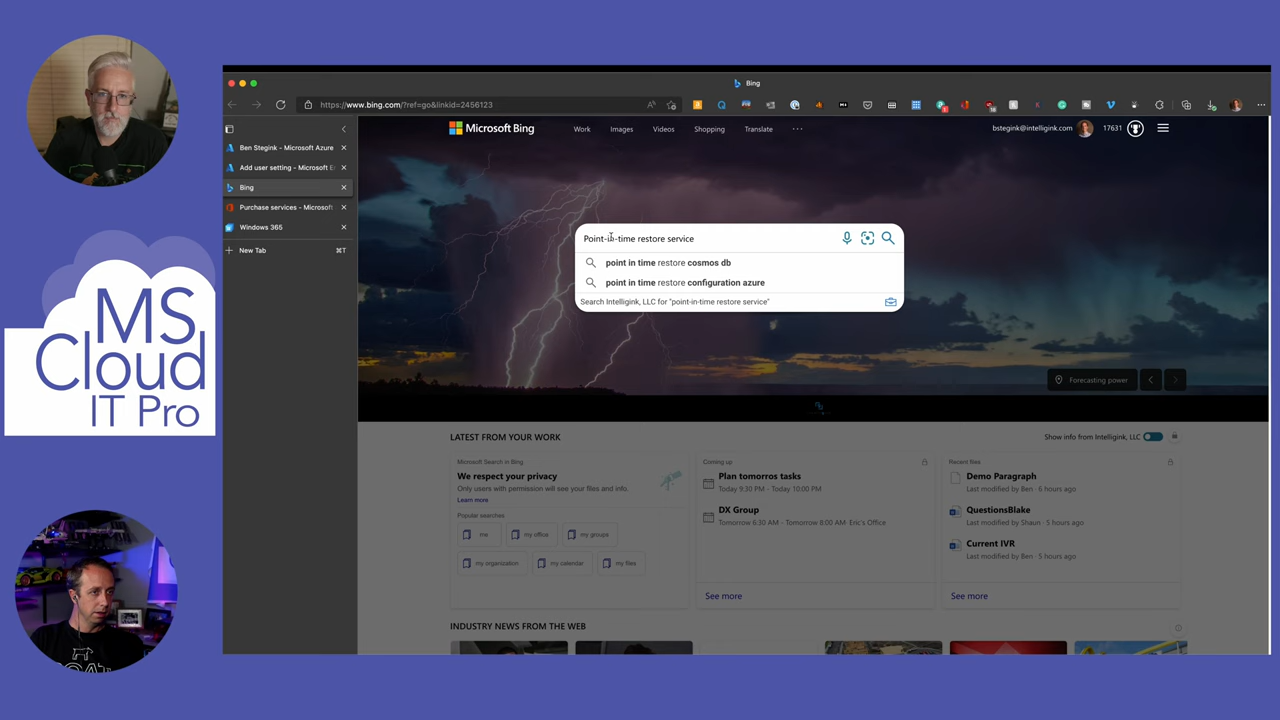 MS
Cloud
IT Pro
Bing
https://www.bing.com/?ref=go&linkid=2456123
Ben Stegink - Microsoft Azure
Add user setting - Microsoft E
Bing
Purchase services - Microsoft
Windows 365
New Tab
⌘T
Microsoft Bing
Work
Images
Videos
Shopping
Translate
bstegink@intelligink.com
17631
Point-in-time restore service
point in time restore cosmos db
point in time restore configuration azure
Search Intelligink, LLC for "point-in-time restore service"
Forecasting power
LATEST FROM YOUR WORK
Show info from Intelligink, LLC
Microsoft Search in Bing
We respect your privacy
Only users with permission will see your files and info.
Learn more
Popular searches
me
my office
my groups
my organization
my calendar
my files
Coming up
Plan tomorros tasks
Today 9:30 PM - Today 10:00 PM
DX Group
Tomorrow 6:30 AM - Tomorrow 8:00 AM · Eric's Office
See more
Recent files
Demo Paragraph
Last modified by Ben · 6 hours ago
QuestionsBlake
Last modified by Shaun · 5 hours ago
Current IVR
Last modified by Ben · 5 hours ago
See more
INDUSTRY NEWS FROM THE WEB